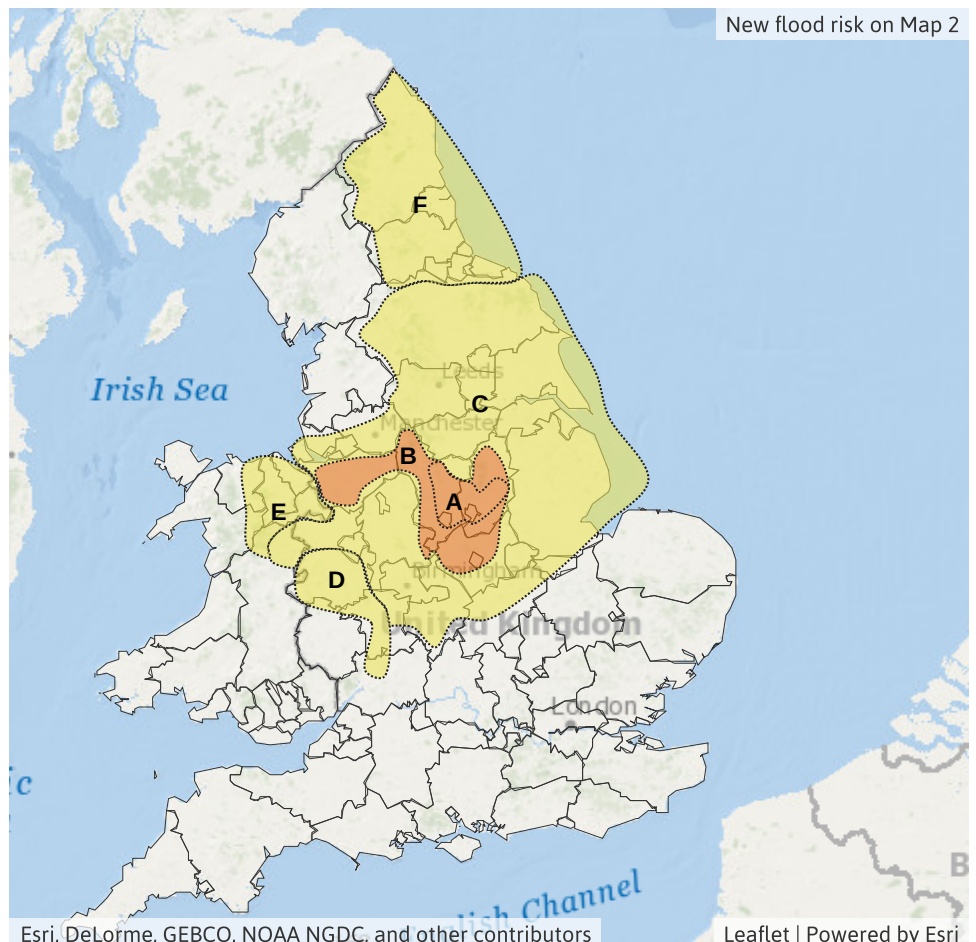 New flood risk on Map 2
F
Leeds
Irish Sea
C
Manchester
B
A
E
Birmingham
D
United Kingdom
London
ic
B
English Channel
Esri, DeLorme, GEBCO, NOAA NGDC, and other contributors
Leaflet | Powered by Esri